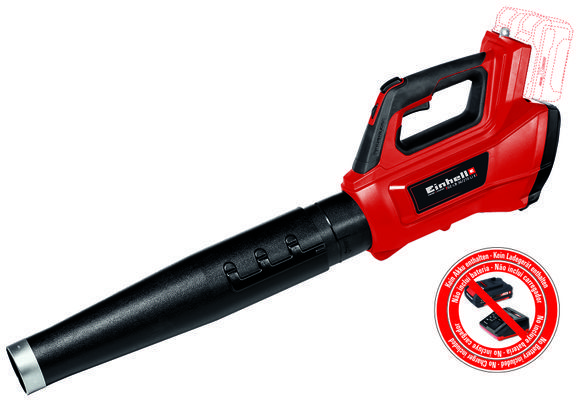 Einhell
Kein Akku enthalten - Kein Ladegerät enthalten
Não inclui bateria - Não inclui carregador
No incluye batería - No incluye cargador
No Battery included - No Charger included